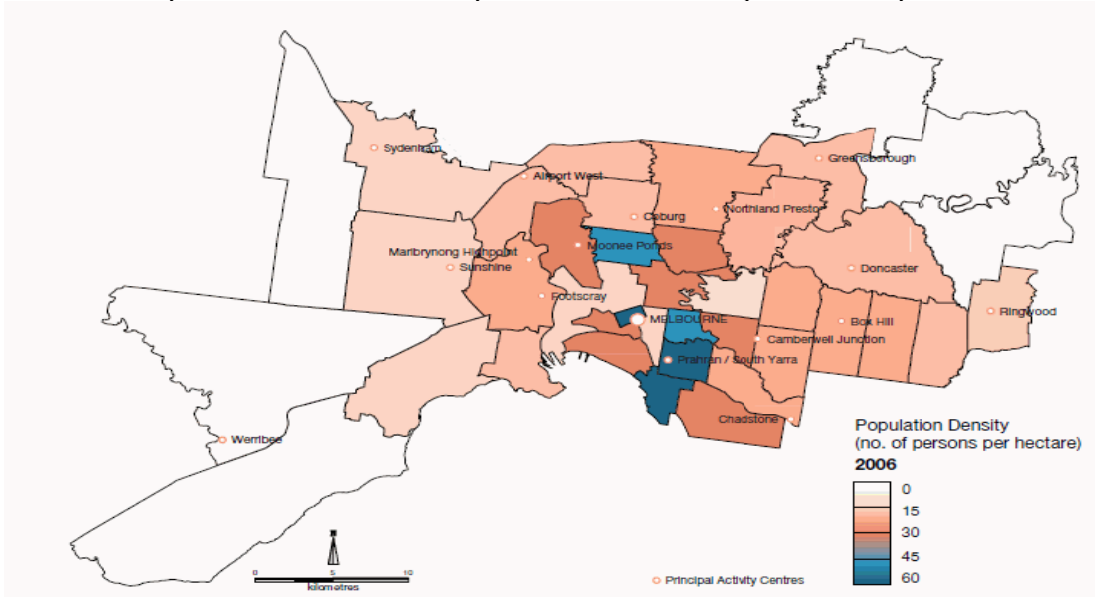 Sydenham
Greensborough
Airport West
Northland Presto
Coburg
Moonee Ponds
Maribrynong Highpoint
Sunshine
Doncaster
Footscray
Ringwood
MELBOURNE
Box Hill
Camberwell Junction
Prahran / South Yarra
Chadstone
Werribee
Population Density
(no. of persons per hectare)
2006
0
15
30
45
60
0 5 10
kilometres
Principal Activity Centres